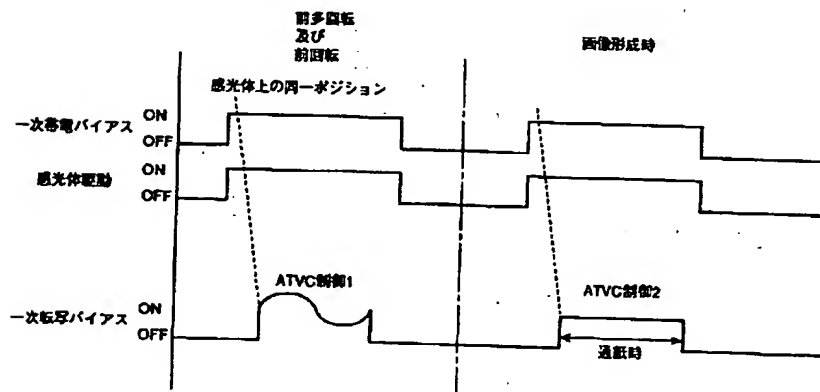 前多回転
及び
前回転
画像形成時
感光体上の同一ポジション
一次帯電バイアス
ON
OFF
感光体駆動
ON
OFF
ATVC制御1
ATVC制御2
一次転写バイアス
ON
OFF
通紙時